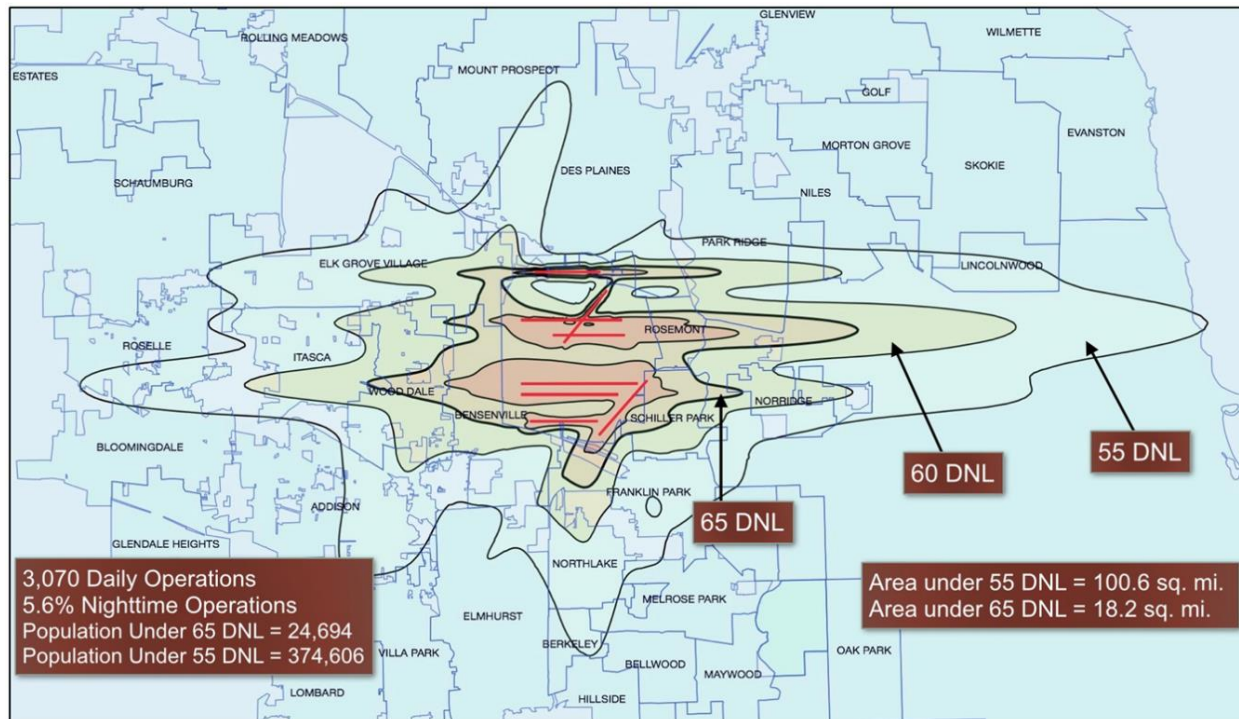 GLENVIEW
WILMETTE
ROLLING MEADOWS
ESTATES
MOUNT PROSPECT
GOLF
EVANSTON
MORTON GROVE
SKOKIE
DES PLAINES
SCHAUMBURG
NILES
PARK RIDGE
ELK GROVE VILLAGE
LINCOLNWOOD
ROSEMONT
ROSELLE
ITASCA
WOOD DALE
NORRIDGE
BENSENVILLE
SCHILLER PARK
BLOOMINGDALE
60 DNL
55 DNL
FRANKLIN PARK
65 DNL
ADDISON
GLENDALE HEIGHTS
NORTHLAKE
3,070 Daily Operations
5.6% Nighttime Operations
Population Under 65 DNL = 24,694
Population Under 55 DNL = 374,606
Area under 55 DNL = 100.6 sq. mi.
Area under 65 DNL = 18.2 sq. mi.
MELROSE PARK
ELMHURST
BERKELEY
VILLA PARK
OAK PARK
BELLWOOD
MAYWOOD
LOMBARD
HILLSIDE